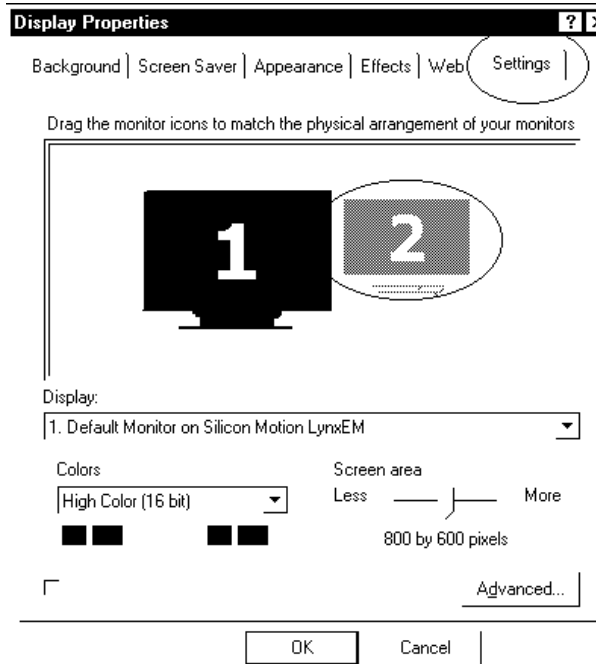 Display Properties ?
Background Screen Saver Appearance Effects Web Settings
Drag the monitor icons to match the physical arrangement of your monitors
1 2
Display:
1. Default Monitor on Silicon Motion LynxEM
Colors Screen area
High Color (16 bit) Less More
800 by 600 pixels
Advanced...
OK Cancel